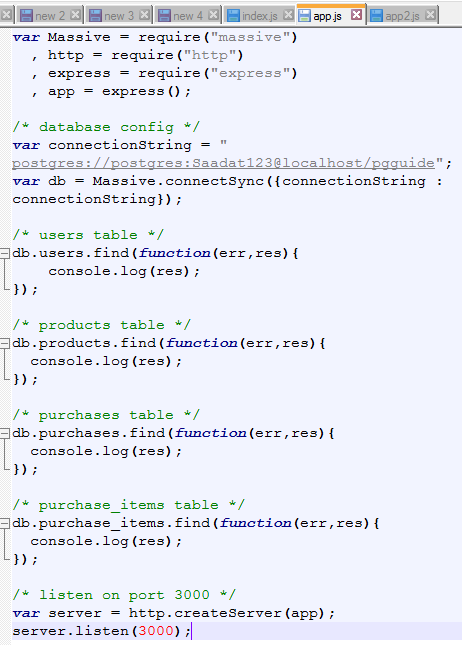 new 2 new 3 new 4 index.js app.js app2.js
var Massive = require("massive")
  , http = require("http")
  , express = require("express")
  , app = express();
/* database config */
var connectionString = "
postgres://postgres:Saadat123@localhost/pgguide";
var db = Massive.connectSync({connectionString :
connectionString});
/* users table */
db.users.find(function(err,res){
    console.log(res);
});
/* products table */
db.products.find(function(err,res){
  console.log(res);
});
/* purchases table */
db.purchases.find(function(err,res){
  console.log(res);
});
/* purchase_items table */
db.purchase_items.find(function(err,res){
  console.log(res);
});
/* listen on port 3000 */
var server = http.createServer(app);
server.listen(3000);